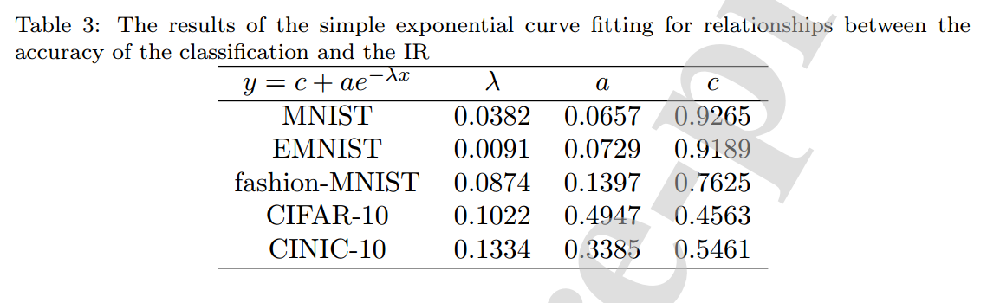 Table 3: The results of the simple exponential curve fitting for relationships between the
accuracy of the classification and the IR
y = c + ae^{−λx} λ a c
MNIST 0.0382 0.0657 0.9265
EMNIST 0.0091 0.0729 0.9189
fashion-MNIST 0.0874 0.1397 0.7625
CIFAR-10 0.1022 0.4947 0.4563
CINIC-10 0.1334 0.3385 0.5461
e-pr